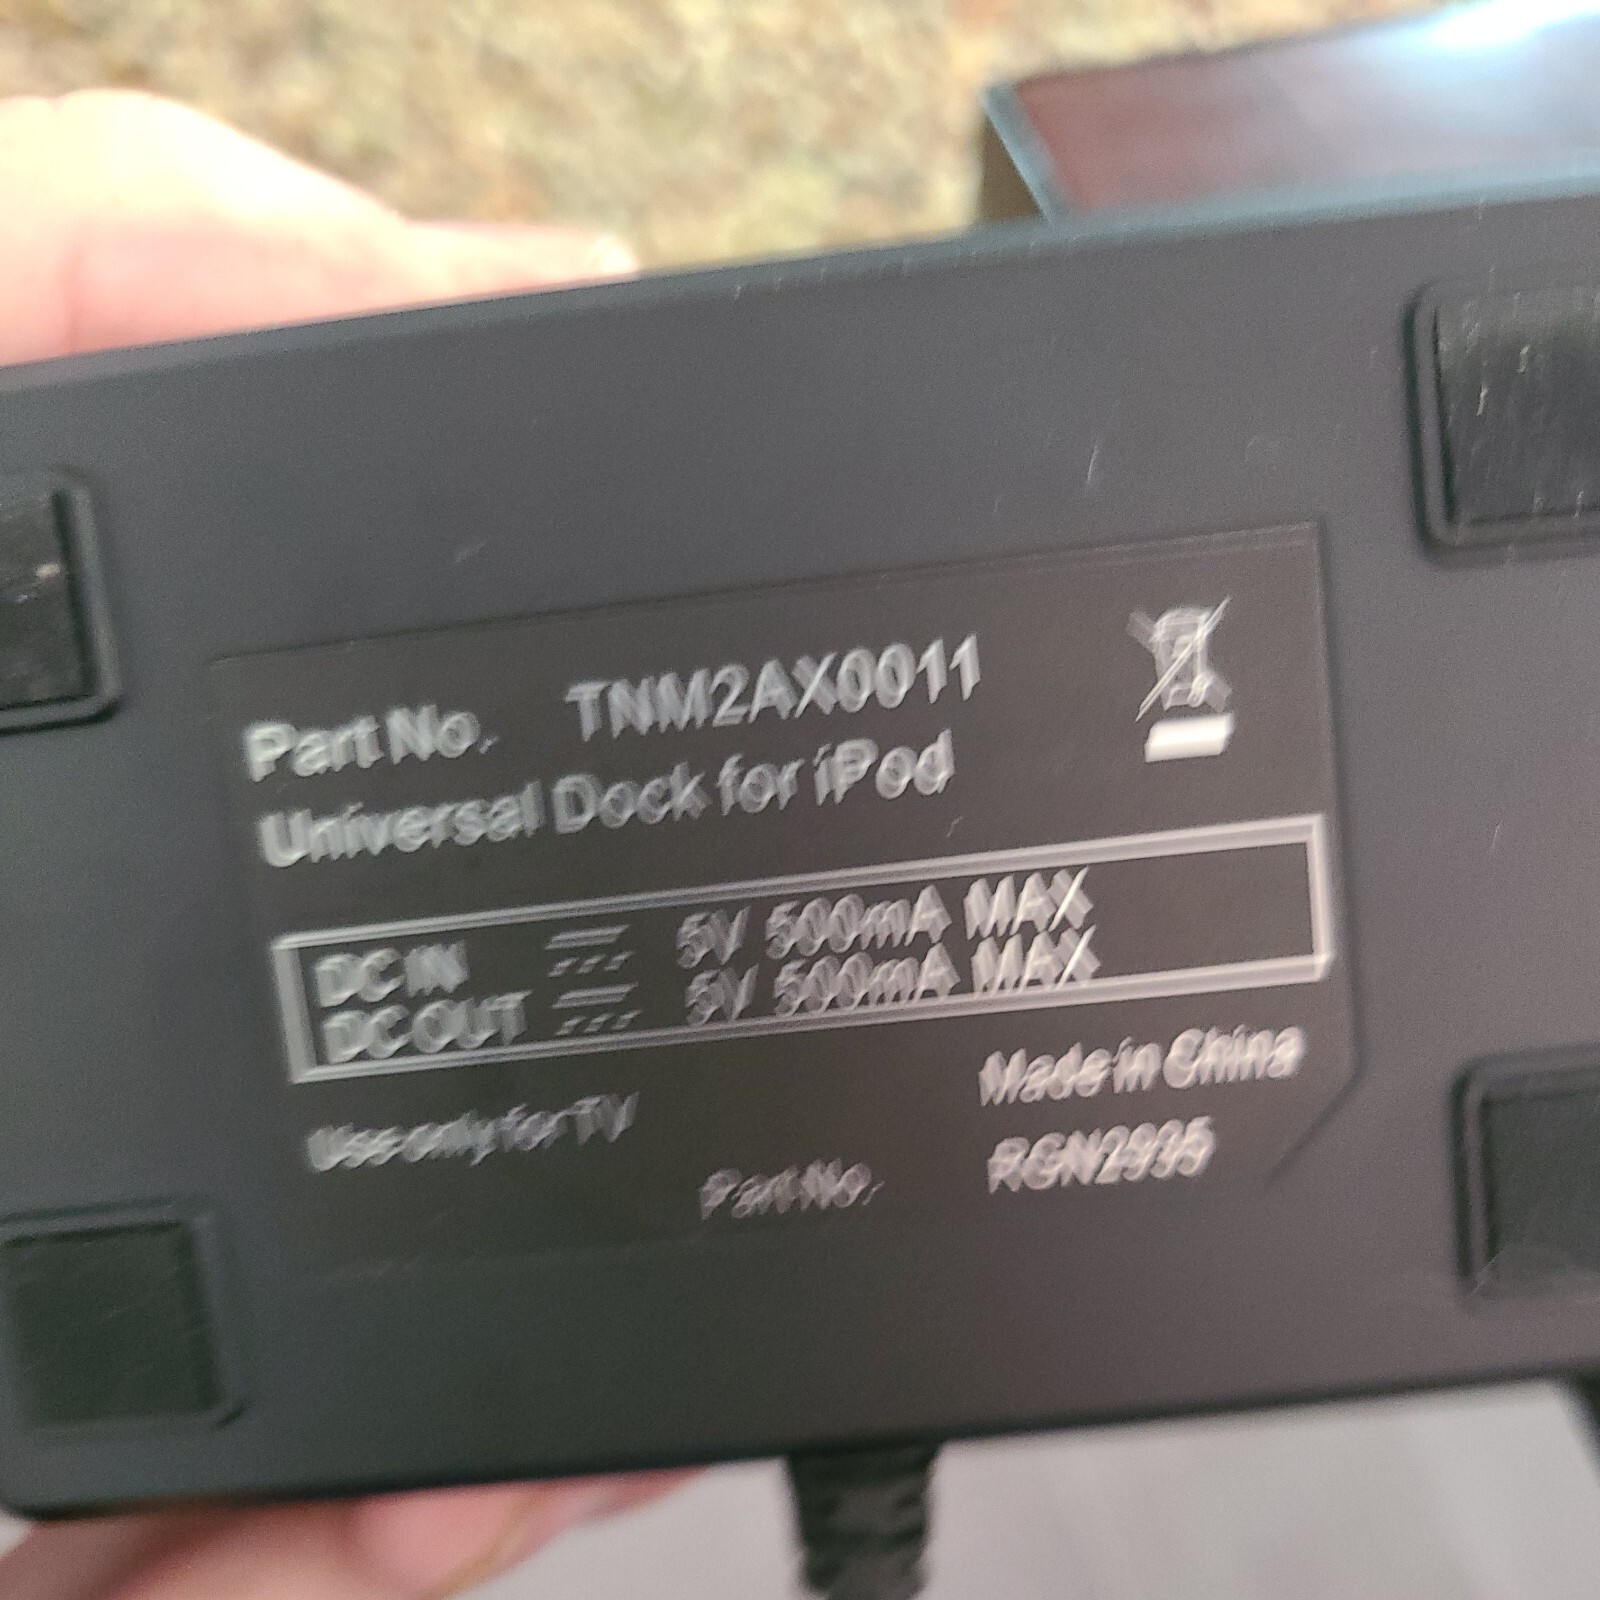 Part No. TNM2AX0011
Universal Dock for iPod
DC IN 5V 500mA MAX
DC OUT 5V 500mA MAX
Made in China
Use only for TV
Part No. RGN2935